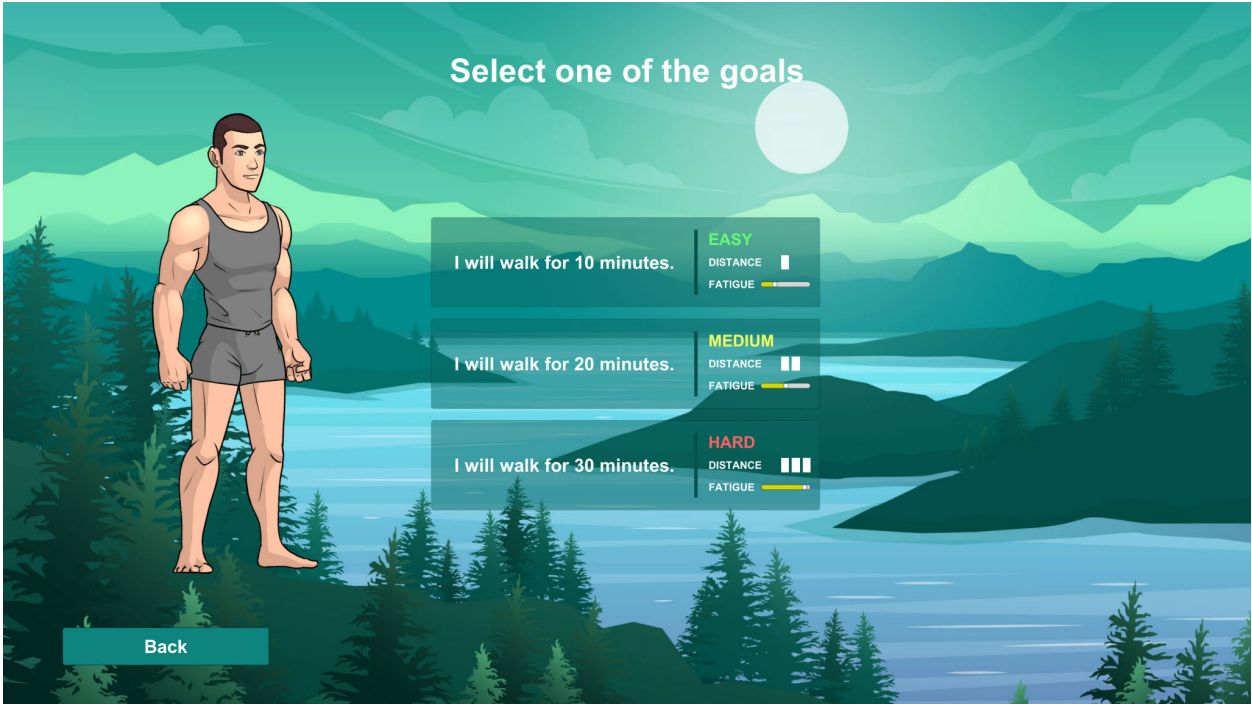 Select one of the goals
I will walk for 10 minutes.
EASY
DISTANCE
FATIGUE
I will walk for 20 minutes.
MEDIUM
DISTANCE
FATIGUE
I will walk for 30 minutes.
HARD
DISTANCE
FATIGUE
Back